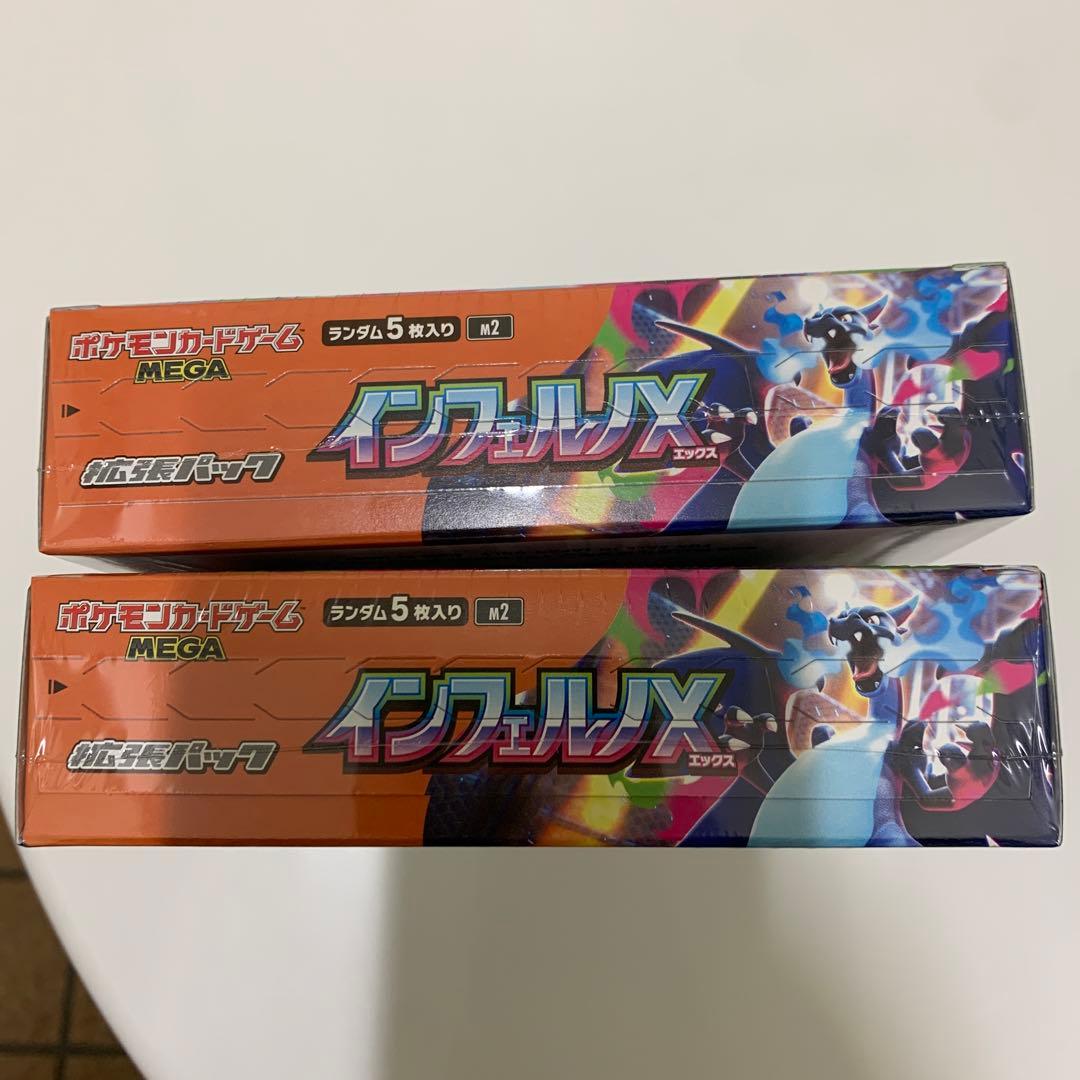 ポケモンカードゲーム
MEGA
ランダム5枚入り M2
インフェルノX
エックス
拡張パック
ポケモンカードゲーム
MEGA
ランダム5枚入り M2
インフェルノX
エックス
拡張パック